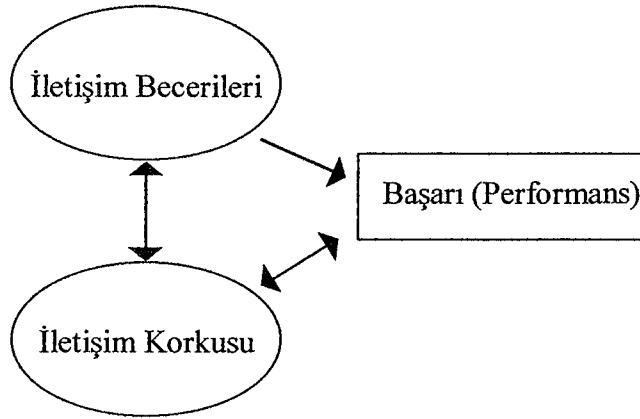 İletişim Becerileri
Başarı (Performans)
İletişim Korkusu